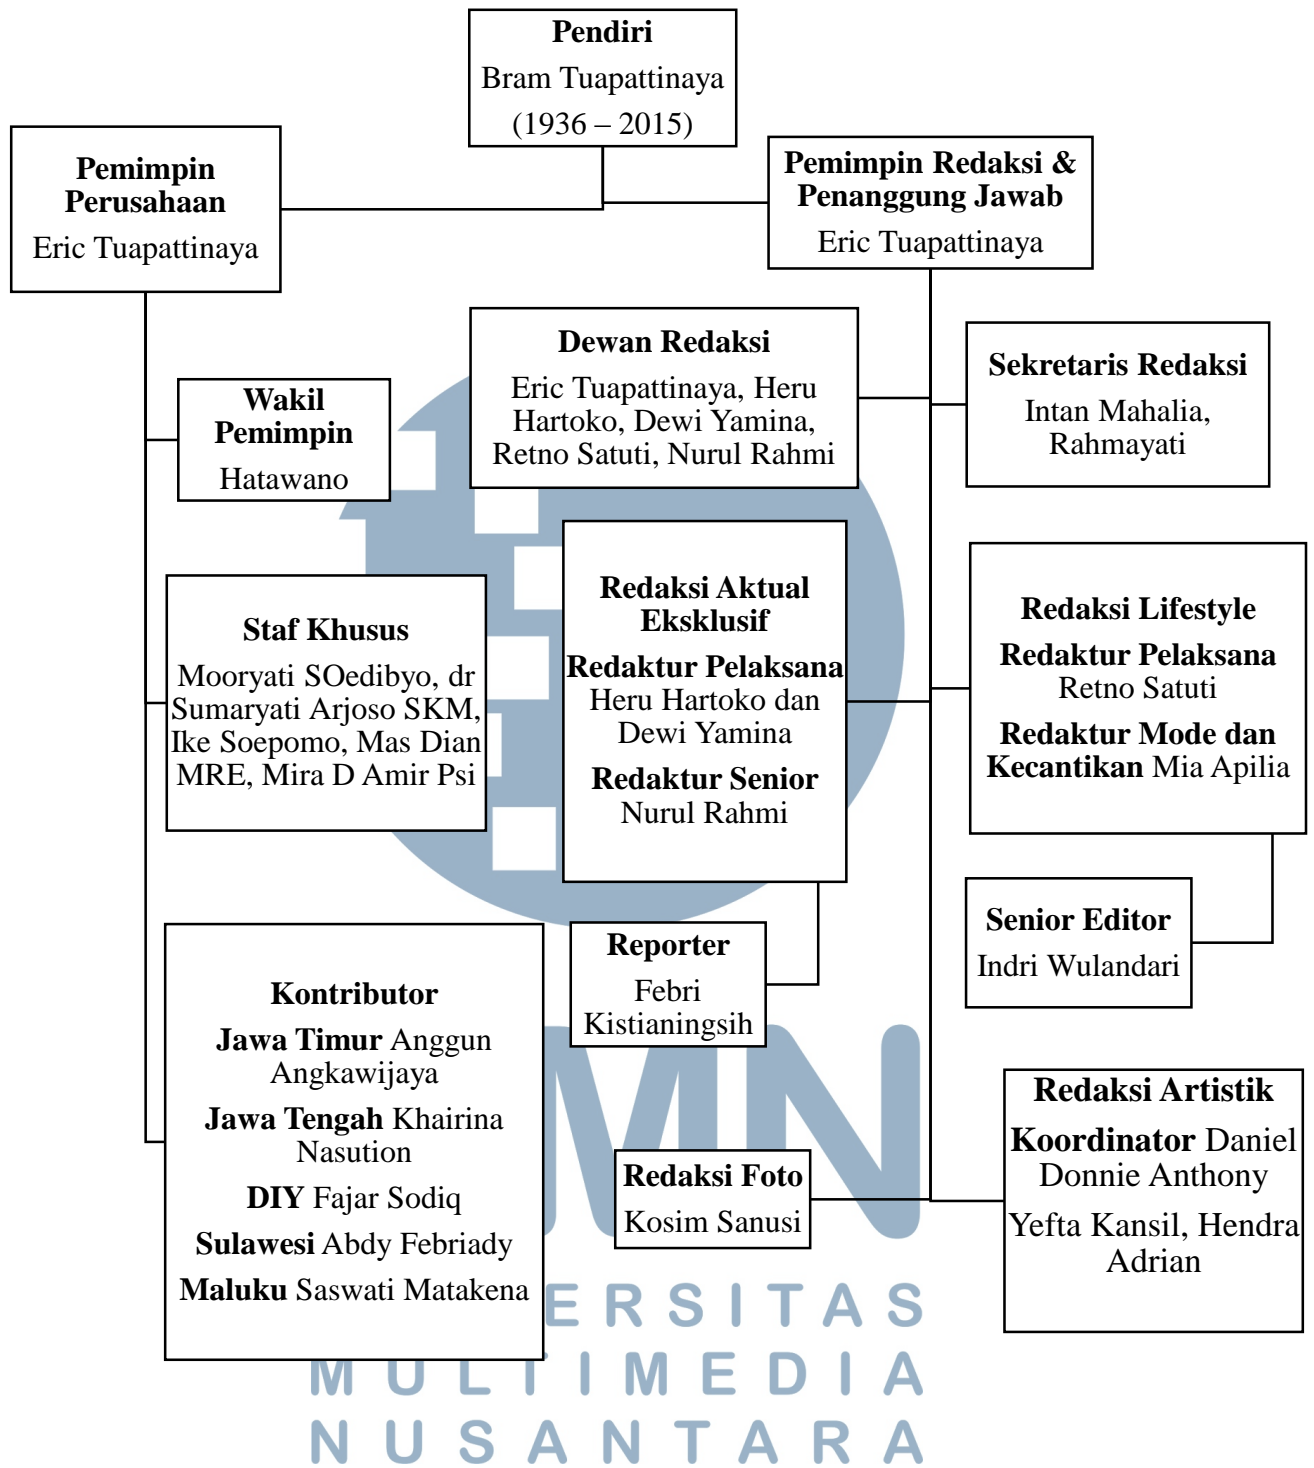 Pendiri
Bram Tuapattinaya
(1936 – 2015)
Pemimpin
Perusahaan
Eric Tuapattinaya
Pemimpin Redaksi &
Penanggung Jawab
Eric Tuapattinaya
Dewan Redaksi
Eric Tuapattinaya, Heru
Hartoko, Dewi Yamina,
Retno Satuti, Nurul Rahmi
Sekretaris Redaksi
Intan Mahalia,
Rahmayati
Wakil
Pemimpin
Hatawano
Staf Khusus
Mooryati SOedibyo, dr
Sumaryati Arjoso SKM,
Ike Soepomo, Mas Dian
MRE, Mira D Amir Psi
Redaksi Aktual
Eksklusif
Redaktur Pelaksana
Heru Hartoko dan
Dewi Yamina
Redaktur Senior
Nurul Rahmi
Redaksi Lifestyle
Redaktur Pelaksana
Retno Satuti
Redaktur Mode dan
Kecantikan Mia Apilia
Senior Editor
Indri Wulandari
Reporter
Febri
Kistianingsih
Kontributor
Jawa Timur Anggun
Angkawijaya
Jawa Tengah Khairina
Nasution
DIY Fajar Sodiq
Sulawesi Abdy Febriady
Maluku Saswati Matakena
Redaksi Foto
Kosim Sanusi
Redaksi Artistik
Koordinator Daniel
Donnie Anthony
Yefta Kansil, Hendra
Adrian
MN
ERSITAS
MULTIMEDIA
NUSANTARA